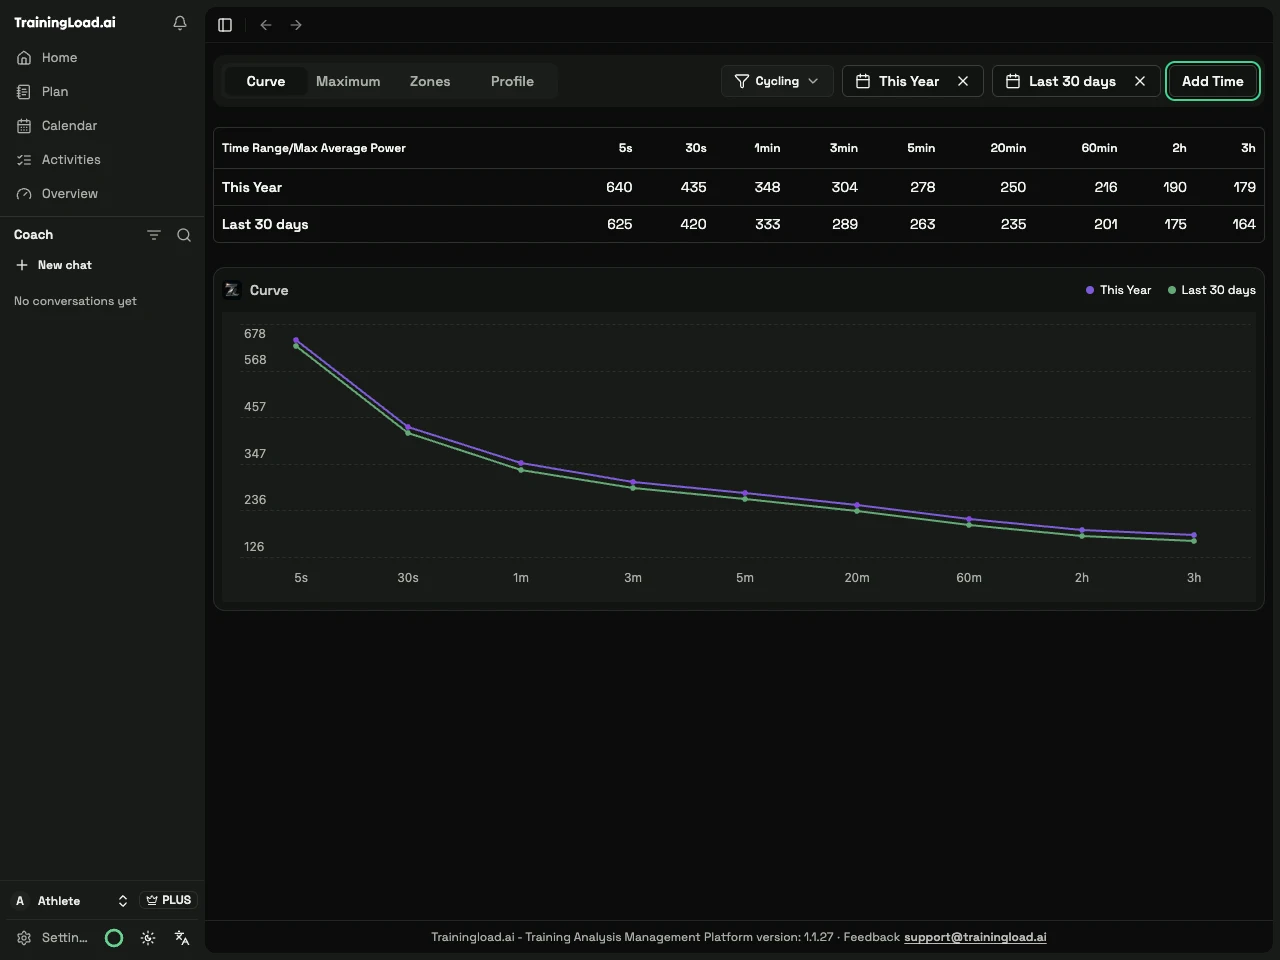 TrainingLoad.ai
Home
Plan
Calendar
Activities
Overview
Coach
New chat
No conversations yet
A Athlete PLUS
Settin...
Curve Maximum Zones Profile
Cycling This Year Last 30 days Add Time
Time Range/Max Average Power 5s 30s 1min 3min 5min 20min 60min 2h 3h
This Year 640 435 348 304 278 250 216 190 179
Last 30 days 625 420 333 289 263 235 201 175 164
Curve This Year Last 30 days
678
568
457
347
236
126
5s 30s 1m 3m 5m 20m 60m 2h 3h
Trainingload.ai - Training Analysis Management Platform version: 1.1.27 · Feedback support@trainingload.ai